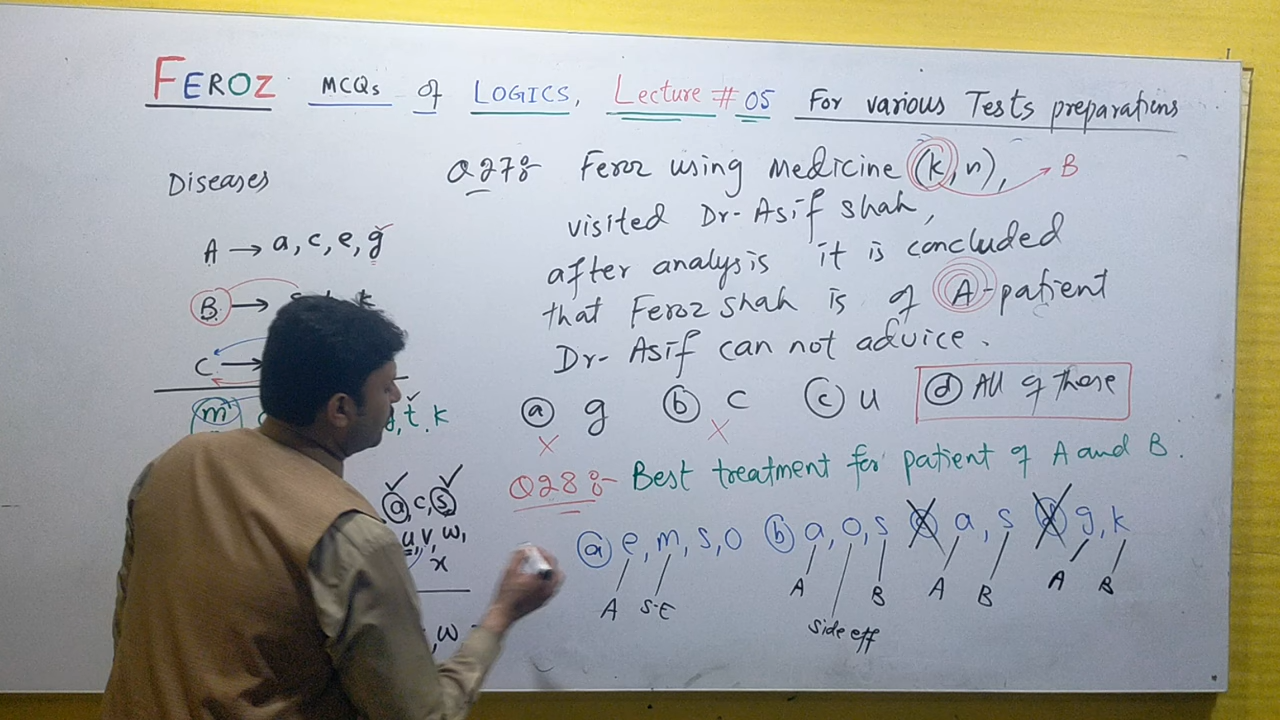 FEROZ MCQs of LOGICS, Lecture # 05 For various Tests preparations
Diseases
A → a, c, e, g
B →
C →
m
t, k
a, c, s
u, v, w,
x
w
Q27:- Feroz using medicine (k, n), → B
visited Dr-Asif shah,
after analysis it is concluded
that Feroz shah is of A-patient
Dr-Asif can not advice.
(a) g (b) c (c) u (d) All of these
Q28:- Best treatment for patient of A and B.
(a) e, m, s, o (b) a, o, s a, s g, k
A S-E A B A B A B
Side eff